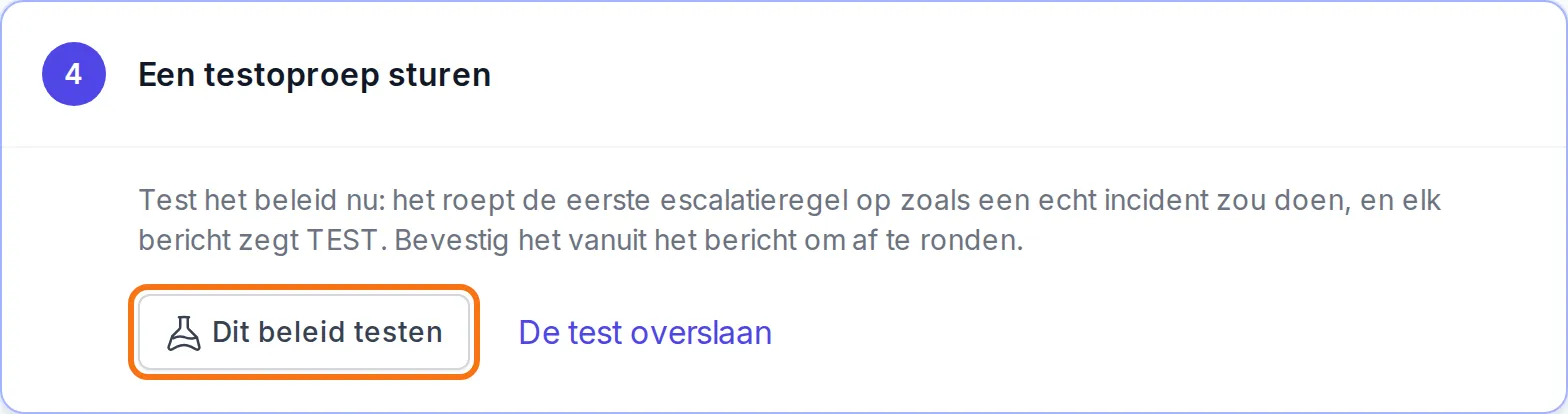 4
Een testoproep sturen
Test het beleid nu: het roept de eerste escalatieregel op zoals een echt incident zou doen, en elk
bericht zegt TEST. Bevestig het vanuit het bericht om af te ronden.
Dit beleid testen
De test overslaan